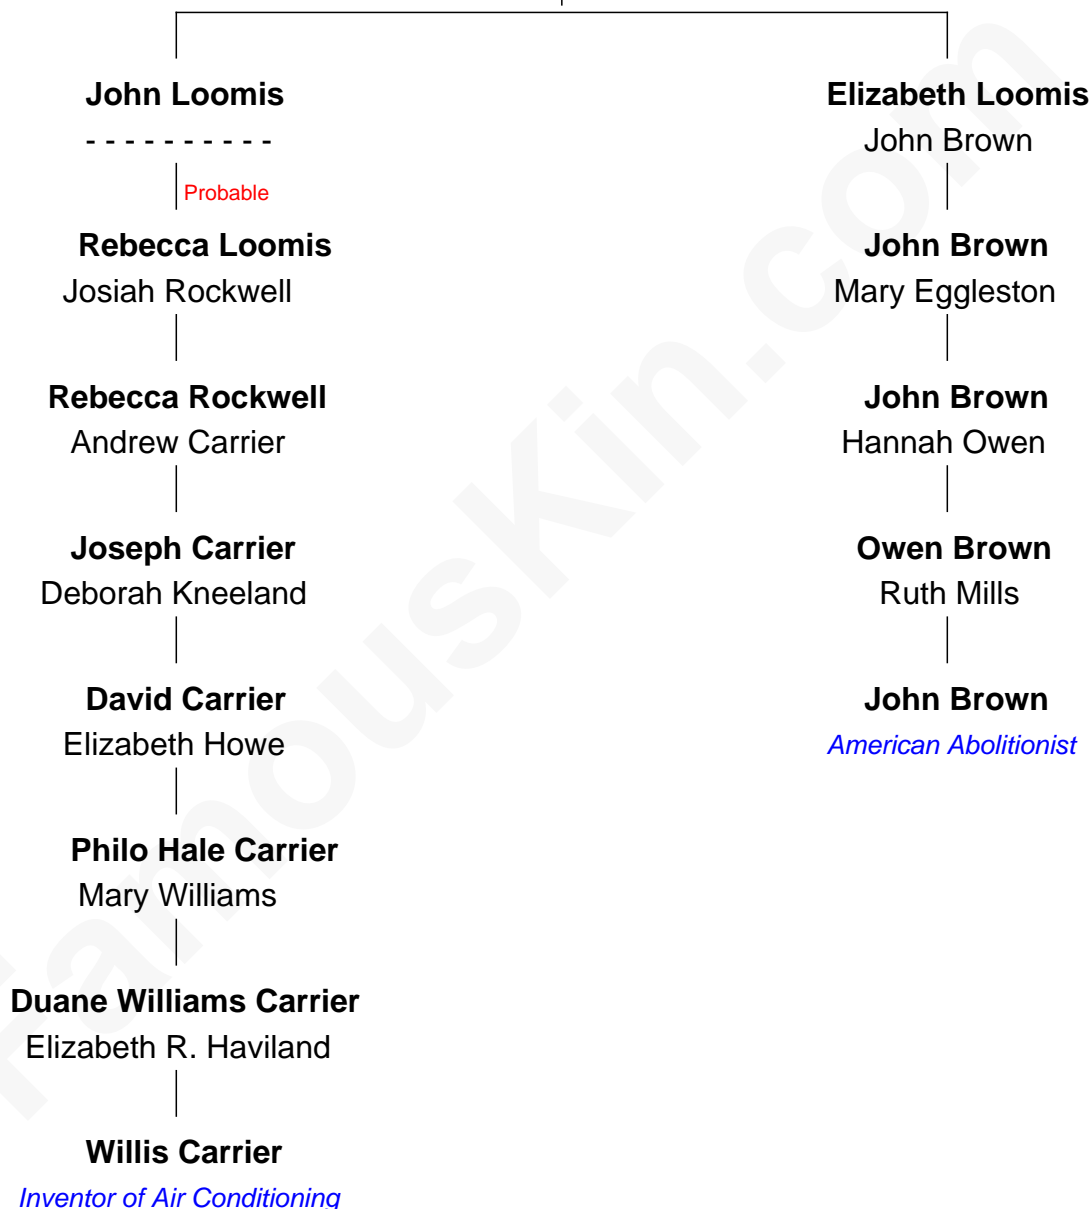 John Loomis
- - - - - - - - - -
Probable
Rebecca Loomis
Josiah Rockwell
Rebecca Rockwell
Andrew Carrier
Joseph Carrier
Deborah Kneeland
David Carrier
Elizabeth Howe
Philo Hale Carrier
Mary Williams
Duane Williams Carrier
Elizabeth R. Haviland
Willis Carrier
Inventor of Air Conditioning
Elizabeth Loomis
John Brown
John Brown
Mary Eggleston
John Brown
Hannah Owen
Owen Brown
Ruth Mills
John Brown
American Abolitionist
FamousKin.com